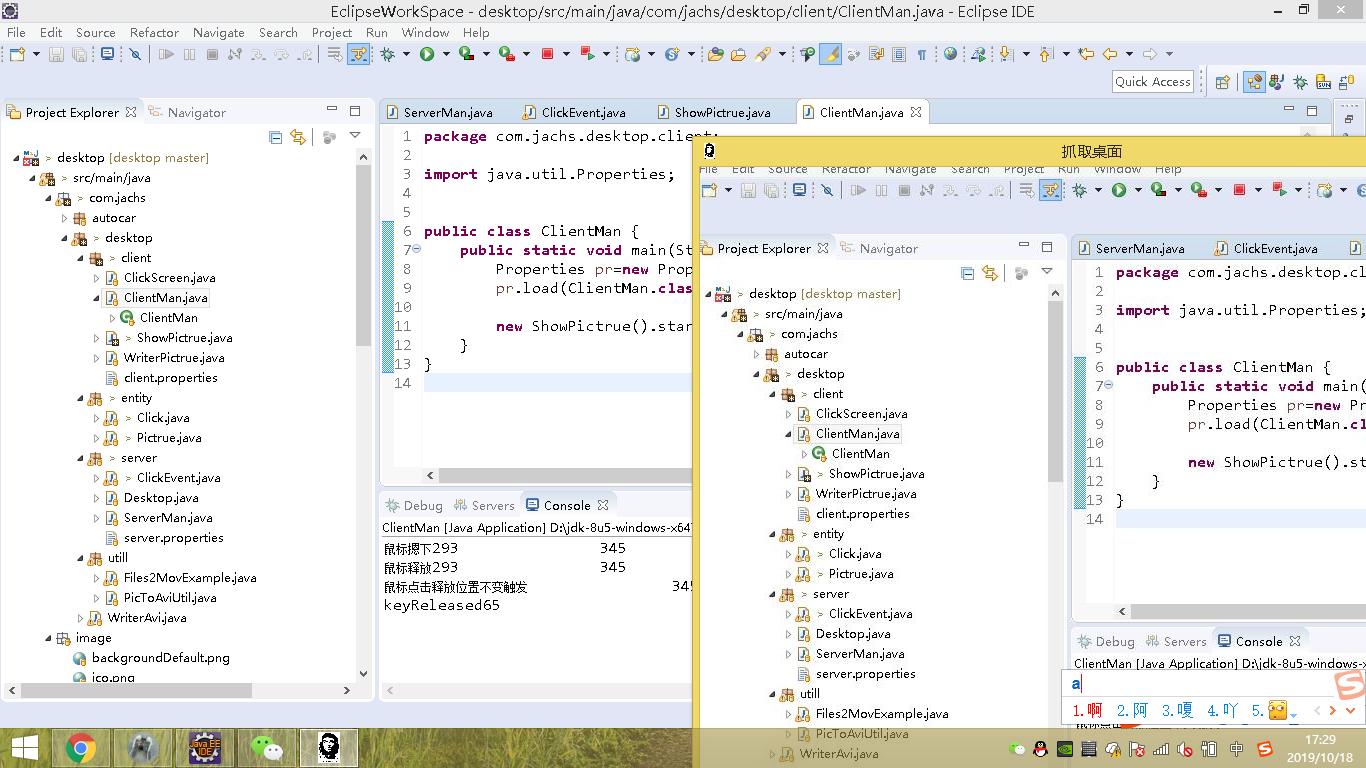 EclipseWorkSpace - desktop/src/main/java/com/jachs/desktop/client/ClientMan.java - Eclipse IDE
File Edit Source Refactor Navigate Search Project Run Window Help
Quick Access
Project Explorer
Navigator
> desktop [desktop master]
> src/main/java
> com.jachs
autocar
> desktop
> client
ClickScreen.java
ClientMan.java
ClientMan
> ShowPictrue.java
WriterPictrue.java
client.properties
> entity
> Click.java
> Pictrue.java
> server
> ClickEvent.java
Desktop.java
ServerMan.java
server.properties
utill
Files2MovExample.java
PicToAviUtil.java
WriterAvi.java
image
backgroundDefault.png
ico.png
ServerMan.java
ClickEvent.java
ShowPictrue.java
ClientMan.java
1 package com.jachs.desktop.client;
2
3 import java.util.Properties;
4
5
6 public class ClientMan {
7 public static void main(St
8 Properties pr=new Prop
9 pr.load(ClientMan.clas
10
11 new ShowPictrue().star
12 }
13 }
14
Debug Servers Console
ClientMan [Java Application] D:\jdk-8u5-windows-x64
鼠标摁下293 345
鼠标释放293 345
鼠标点击释放位置不变触发 345
keyReleased65
抓取桌面
File Edit Source Refactor Navigate Search Project Run Window Help
Project Explorer
Navigator
> desktop [desktop master]
> src/main/java
> com.jachs
autocar
> desktop
> client
ClickScreen.java
ClientMan.java
ClientMan
> ShowPictrue.java
WriterPictrue.java
client.properties
> entity
> Click.java
> Pictrue.java
> server
> ClickEvent.java
Desktop.java
ServerMan.java
server.properties
utill
Files2MovExample.java
PicToAviUtil.java
WriterAvi.java
ServerMan.java
ClickEvent.java
1 package com.jachs.desktop.cl
2
3 import java.util.Properties;
4
5
6 public class ClientMan {
7 public static void main(
8 Properties pr=new Pr
9 pr.load(ClientMan.cl
10
11 new ShowPictrue().st
12 }
13 }
14
Debug Servers Console
ClientMan [Java Application] D:\jdk-8u5-windows-x
a
1.啊 2.阿 3.嗄 4.吖 5.
Java EE
IDE
中
17:29
2019/10/18